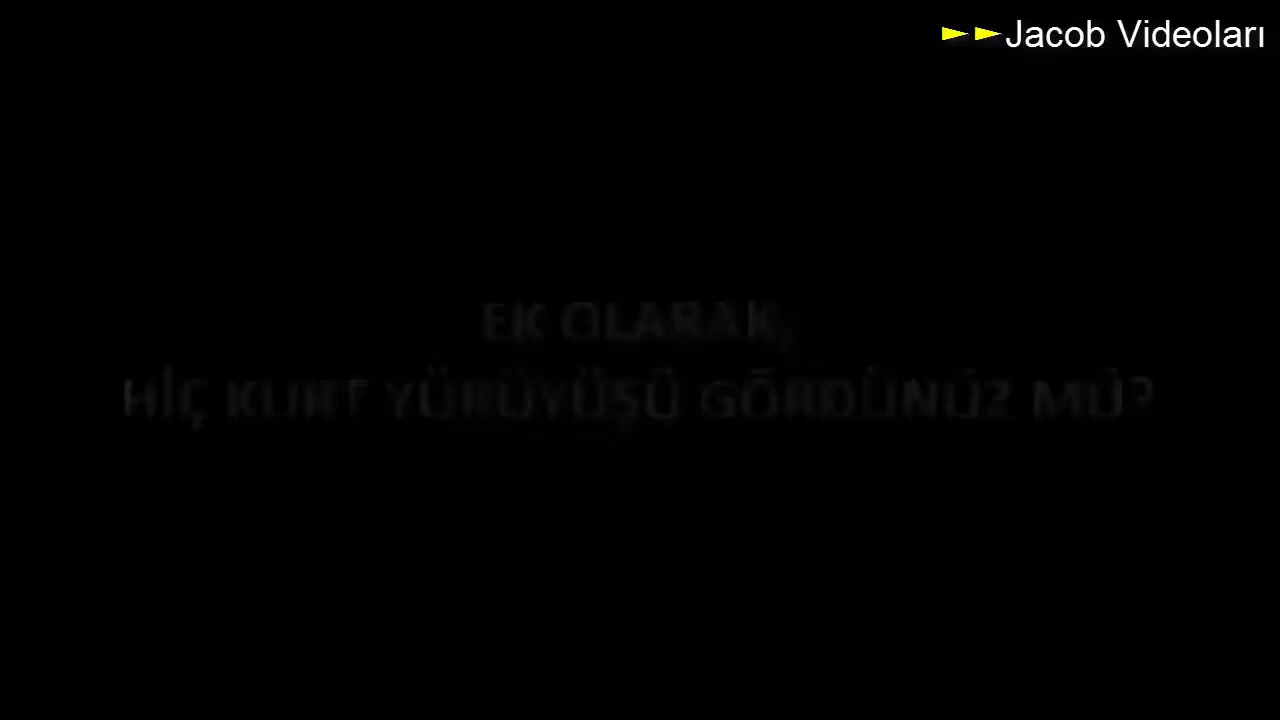 ►►Jacob Videoları
EK OLARAK,
HİÇ KURT YÜRÜYÜŞÜ GÖRDÜNÜZ MÜ?